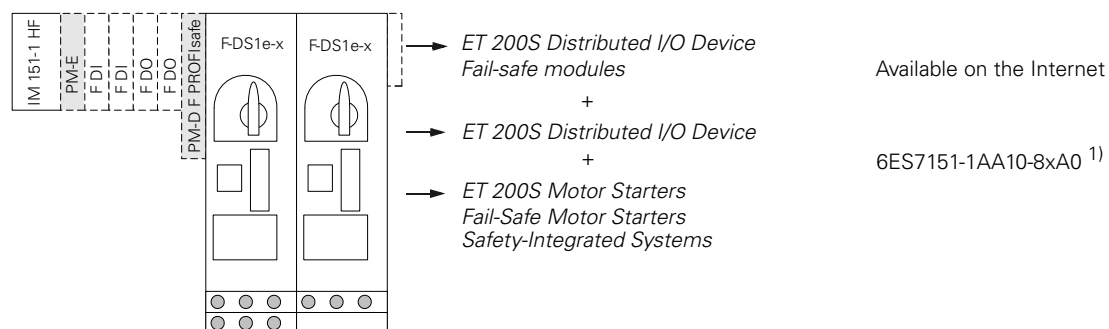 IM 151-1 HF
PM-E
F DI
F DI
F DO
F DO
PM-D F PROFIsafe
F-DS1e-x
F-DS1e-x
ET 200S Distributed I/O Device
Fail-safe modules
+
ET 200S Distributed I/O Device
+
ET 200S Motor Starters
Fail-Safe Motor Starters
Safety-Integrated Systems
Available on the Internet
6ES7151-1AA10-8xA0 1)